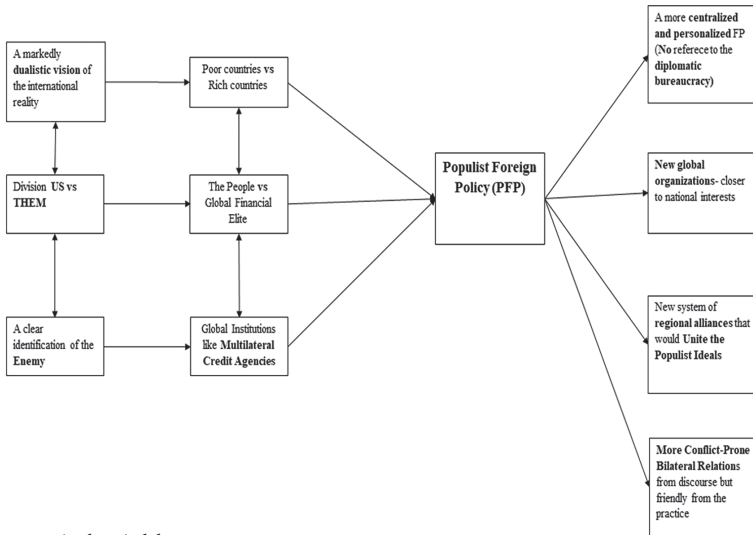 A markedly
dualistic vision of
the international
reality
Division US vs
THEM
A clear
identification of the
Enemy
Poor countries vs
Rich countries
The People vs
Global Financial
Elite
Global Institutions
like Multilateral
Credit Agencies
Populist Foreign
Policy (PFP)
A more centralized
and personalized FP
(No referece to the
diplomatic
bureaucracy)
New global
organizations- closer
to national interests
New system of
regional alliances that
would Unite the
Populist Ideals
More Conflict-Prone
Bilateral Relations
from discourse but
friendly from the
practice